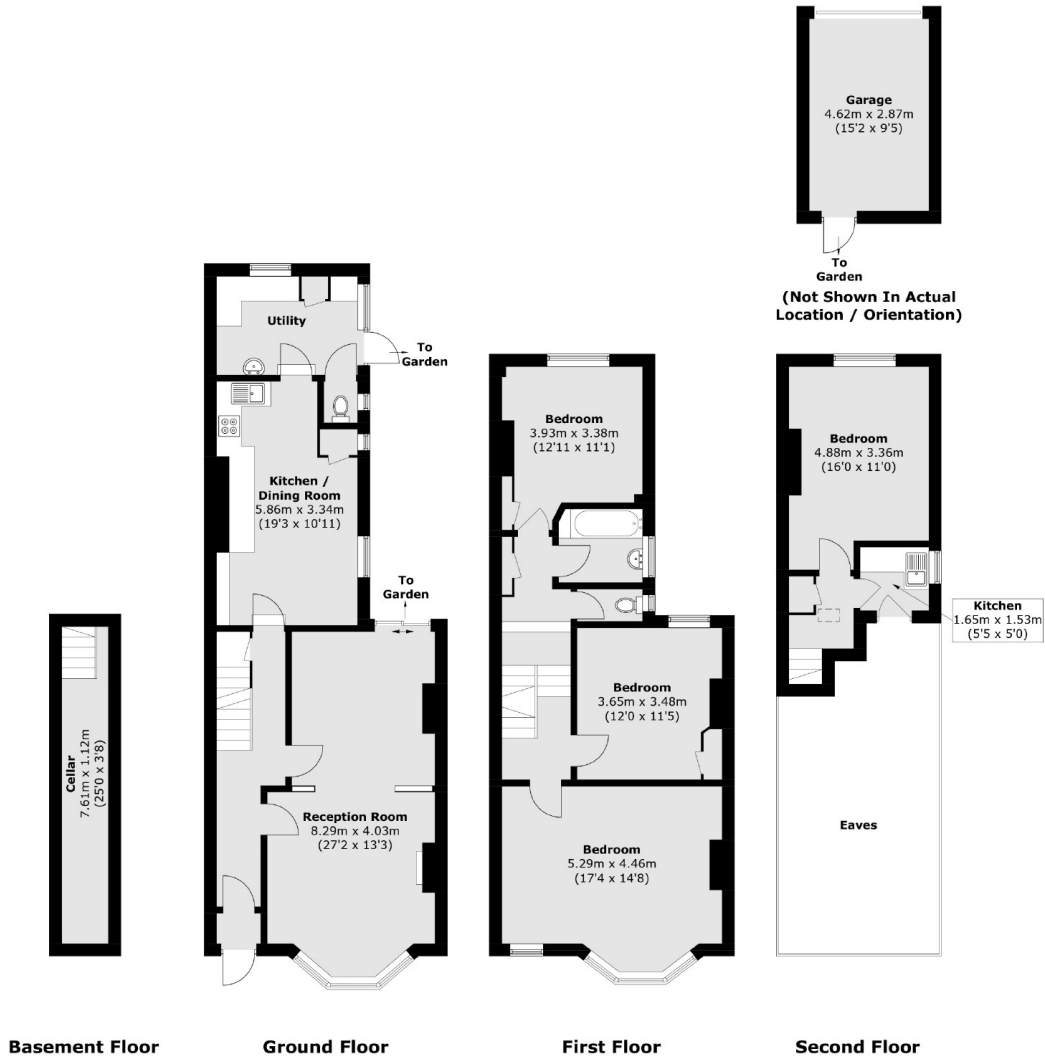 Garage
4.62m x 2.87m
(15'2 x 9'5)
To
Garden
(Not Shown In Actual
Location / Orientation)
Utility
To
Garden
Kitchen /
Dining Room
5.86m x 3.34m
(19'3 x 10'11)
To
Garden
Reception Room
8.29m x 4.03m
(27'2 x 13'3)
Cellar
7.61m x 1.12m
(25'0 x 3'8)
Bedroom
3.93m x 3.38m
(12'11 x 11'1)
Bedroom
3.65m x 3.48m
(12'0 x 11'5)
Bedroom
5.29m x 4.46m
(17'4 x 14'8)
Bedroom
4.88m x 3.36m
(16'0 x 11'0)
Kitchen
1.65m x 1.53m
(5'5 x 5'0)
Eaves
Basement Floor
Ground Floor
First Floor
Second Floor